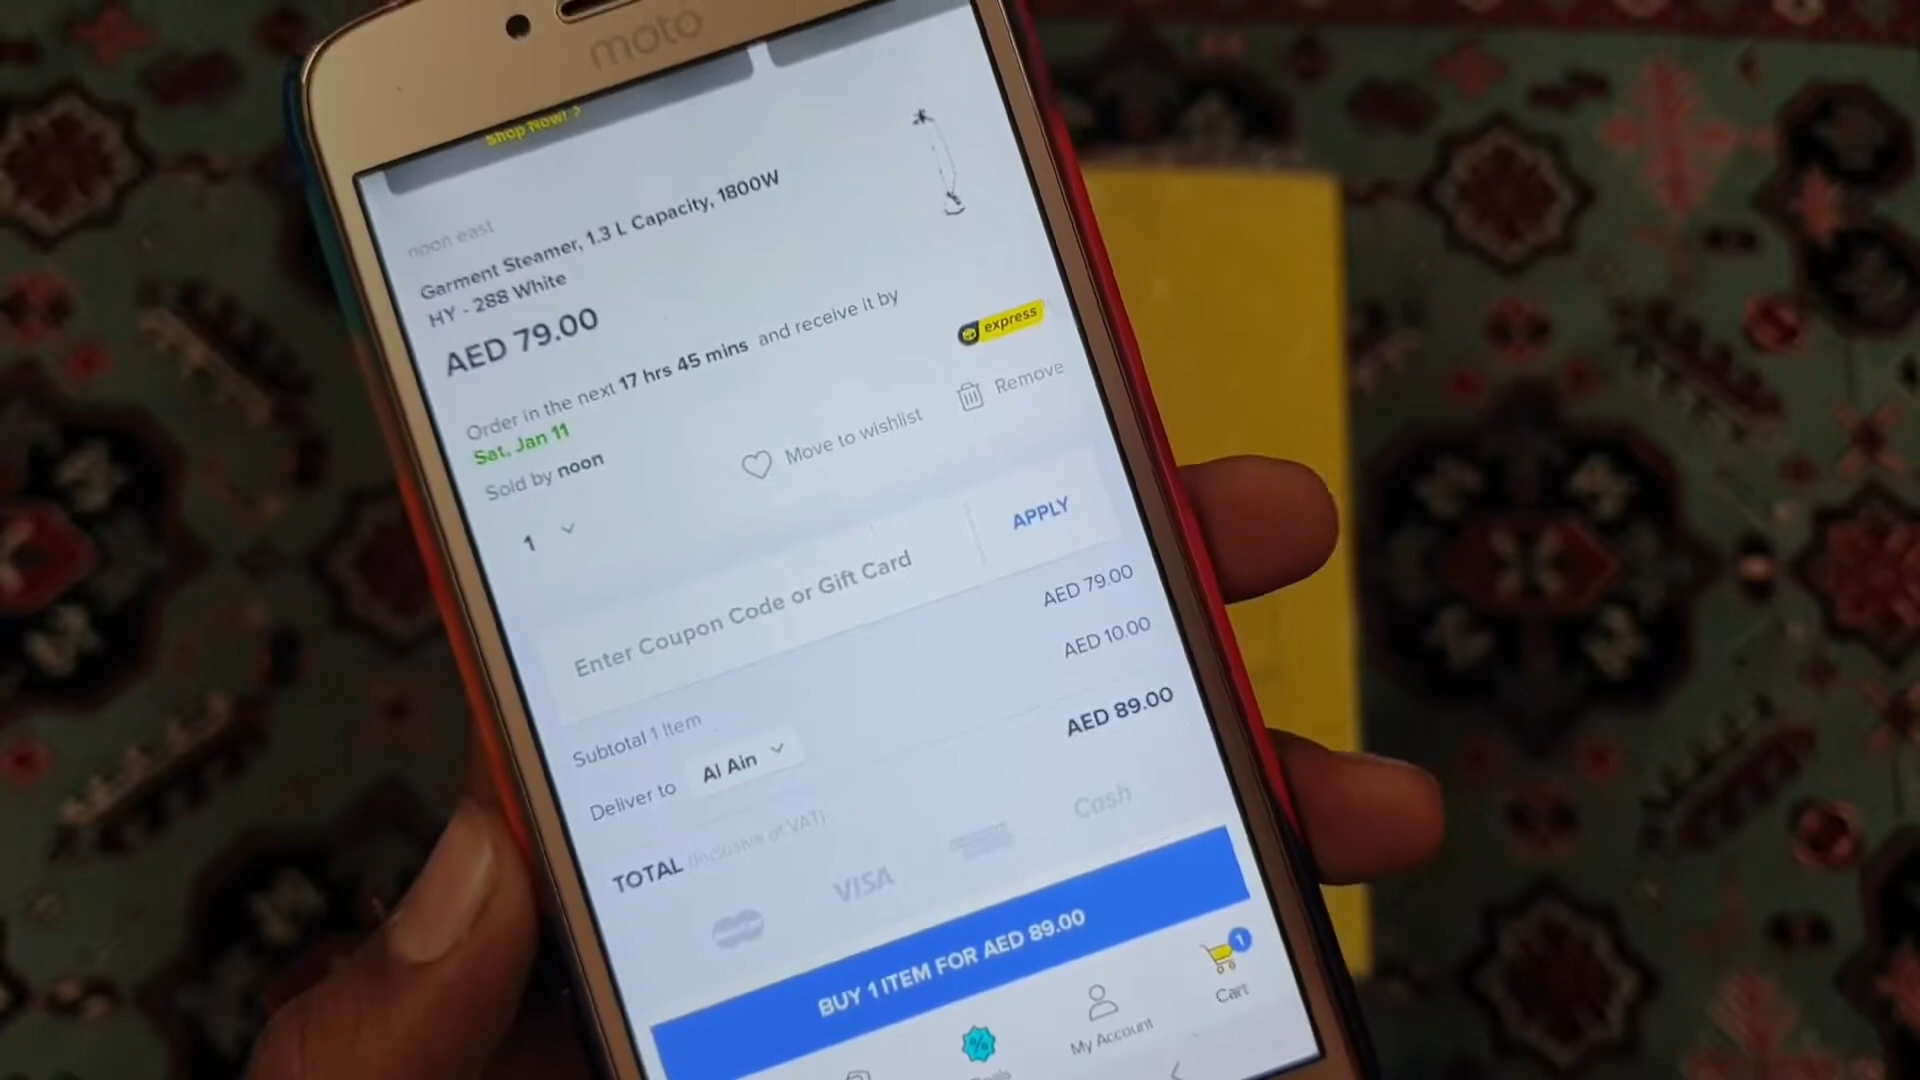 moto
Shop Now! >
noon east
Garment Steamer, 1.3 L Capacity, 1800W
HY - 288 White
AED 79.00
express
Order in the next 17 hrs 45 mins and receive it by
Sat, Jan 11
Sold by noon
Move to wishlist
Remove
1
Enter Coupon Code or Gift Card
APPLY
Subtotal 1 Item
AED 79.00
Deliver to Al Ain
AED 10.00
TOTAL (Inclusive of VAT)
AED 89.00
VISA
Cash
BUY 1 ITEM FOR AED 89.00
%
My Account
1
Cart